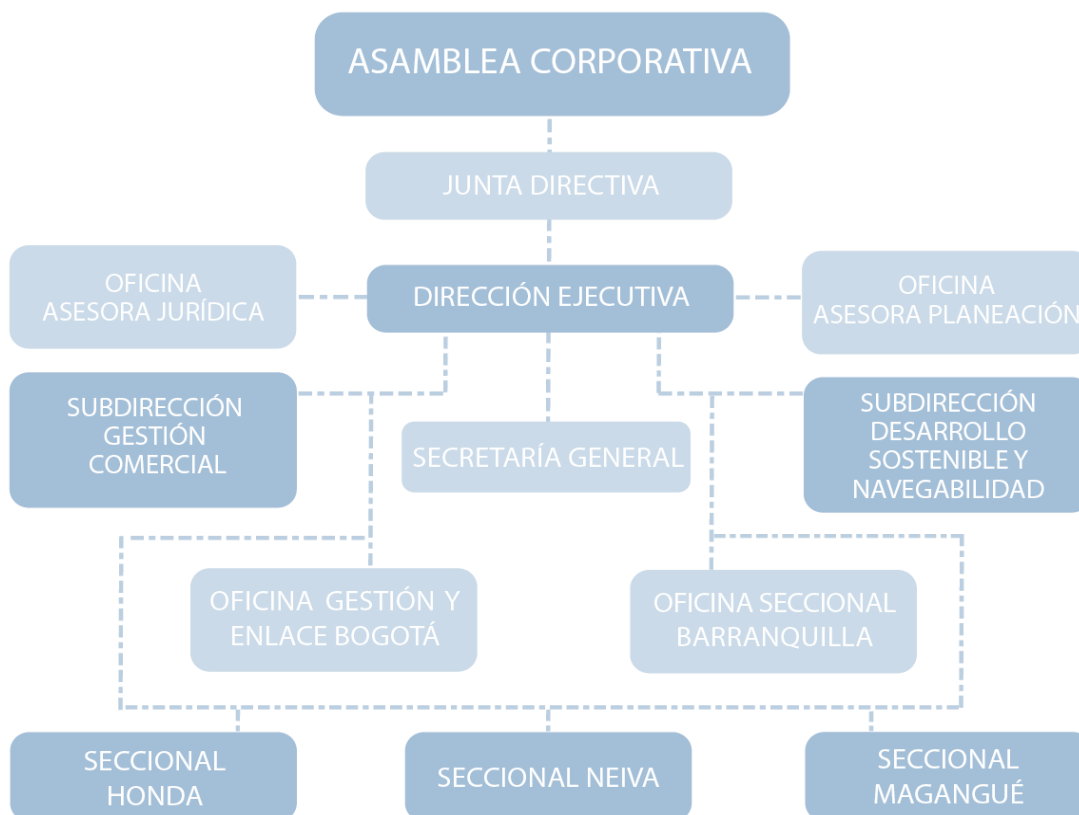 ASAMBLEA CORPORATIVA
JUNTA DIRECTIVA
OFICINA
ASESORA JURÍDICA
DIRECCIÓN EJECUTIVA
OFICINA
ASESORA PLANEACIÓN
SUBDIRECCIÓN
GESTIÓN
COMERCIAL
SECRETARÍA GENERAL
SUBDIRECCIÓN
DESARROLLO
SOSTENIBLE Y
NAVEGABILIDAD
OFICINA GESTIÓN Y
ENLACE BOGOTÁ
OFICINA SECCIONAL
BARRANQUILLA
SECCIONAL
HONDA
SECCIONAL NEIVA
SECCIONAL
MAGANGUÉ